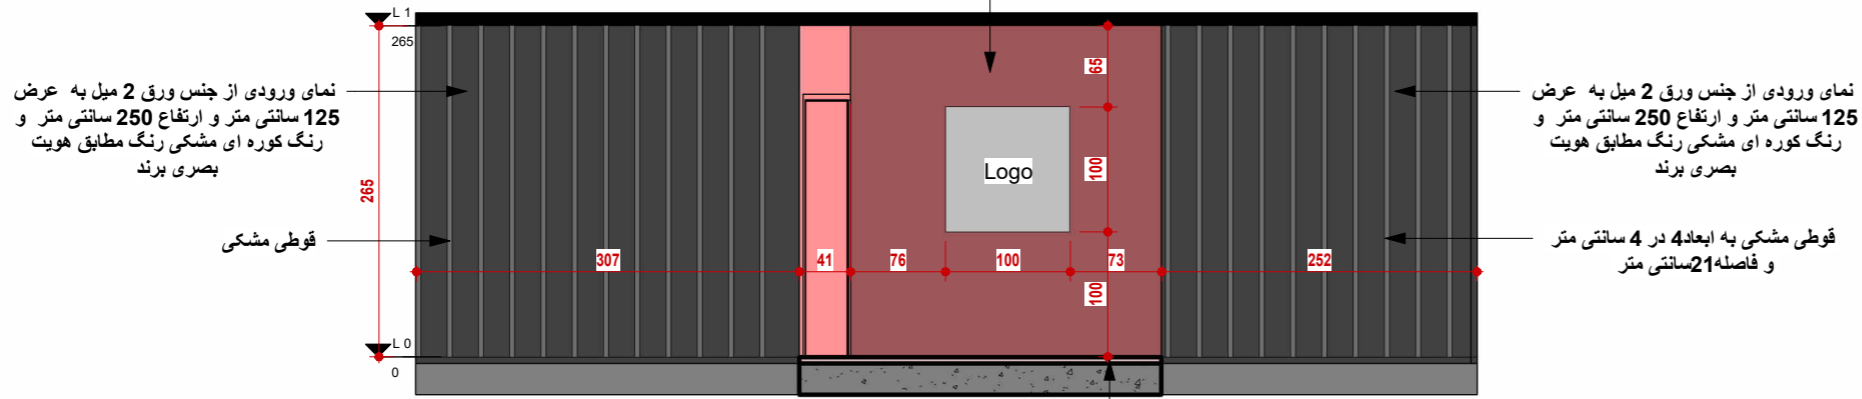 L 1
265
نمای ورودی از جنس ورق 2 میل به عرض
125 سانتی متر و ارتفاع 250 سانتی متر و
رنگ کوره ای مشکی رنگ مطابق هویت
بصری برند
قوطی مشکی
265
307
41
76
100
73
252
65
100
100
Logo
نمای ورودی از جنس ورق 2 میل به عرض
125 سانتی متر و ارتفاع 250 سانتی متر و
رنگ کوره ای مشکی رنگ مطابق هویت
بصری برند
قوطی مشکی به ابعاد4 در 4 سانتی متر
و فاصله21سانتی متر
L 0
0